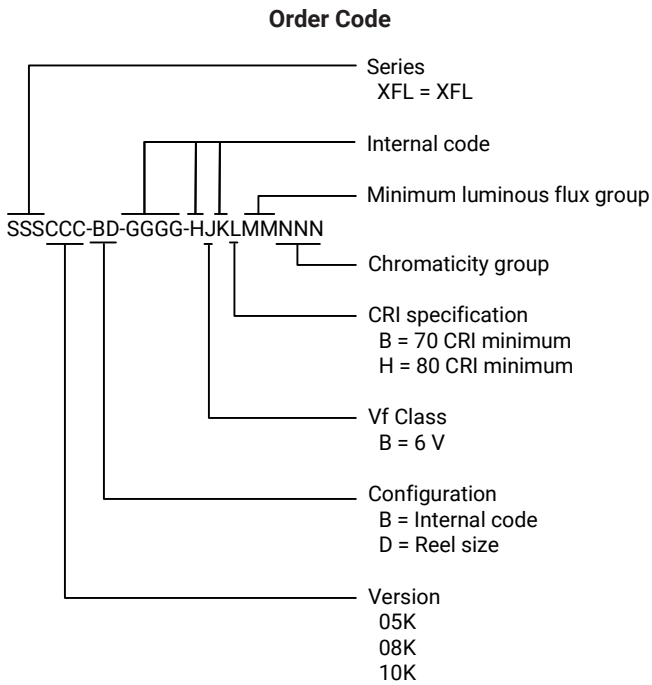 Order Code
Series
XFL = XFL
Internal code
Minimum luminous flux group
SSSCCC-BD-GGGG-HJKLMMNNN
Chromaticity group
CRI specification
B = 70 CRI minimum
H = 80 CRI minimum
Vf Class
B = 6 V
Configuration
B = Internal code
D = Reel size
Version
05K
08K
10K